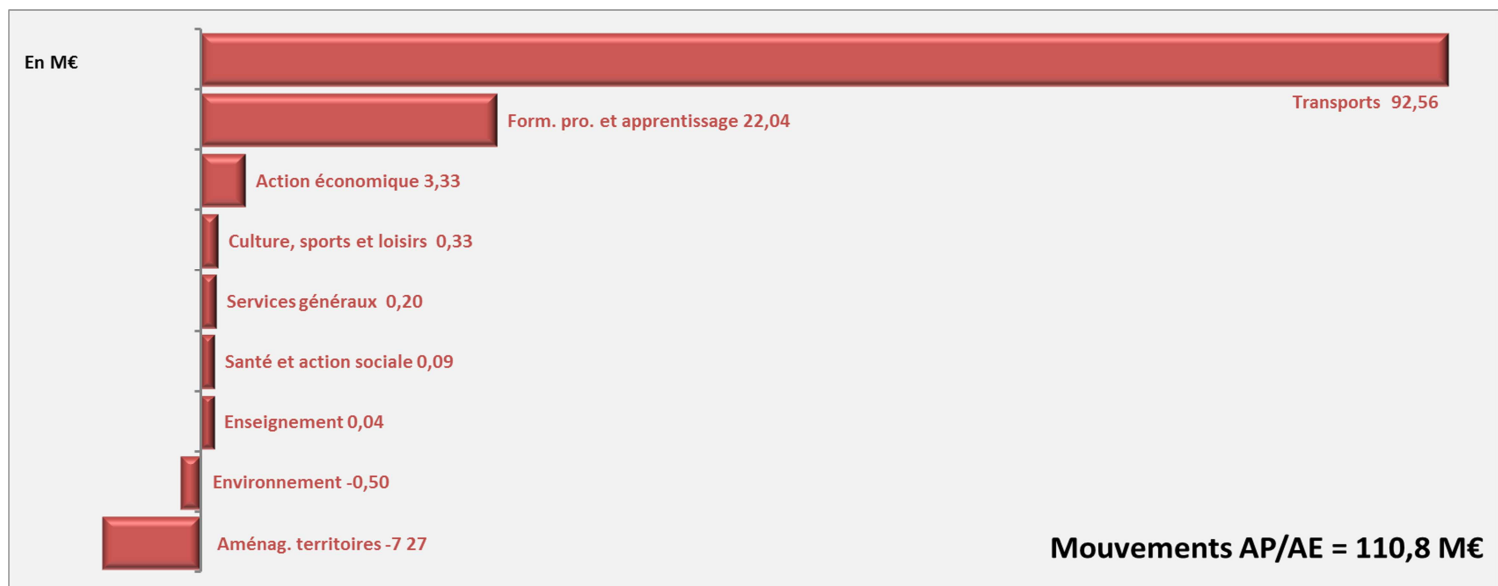 En M€
Transports 92,56
Form. pro. et apprentissage 22,04
Action économique 3,33
Culture, sports et loisirs 0,33
Services généraux 0,20
Santé et action sociale 0,09
Enseignement 0,04
Environnement -0,50
Aménag. territoires -7 27
Mouvements AP/AE = 110,8 M€